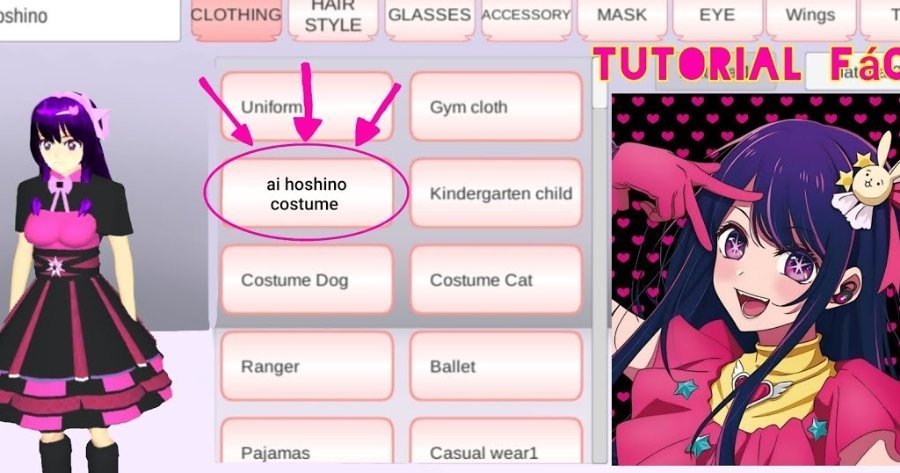 oshino
CLOTHING
HAIR
STYLE
GLASSES
ACCESSORY
MASK
EYE
Wings
TUTORIAL FáC
Uniform
Gym cloth
ai hoshino
costume
Kindergarten child
Costume Dog
Costume Cat
Ranger
Ballet
Pajamas
Casual wear1